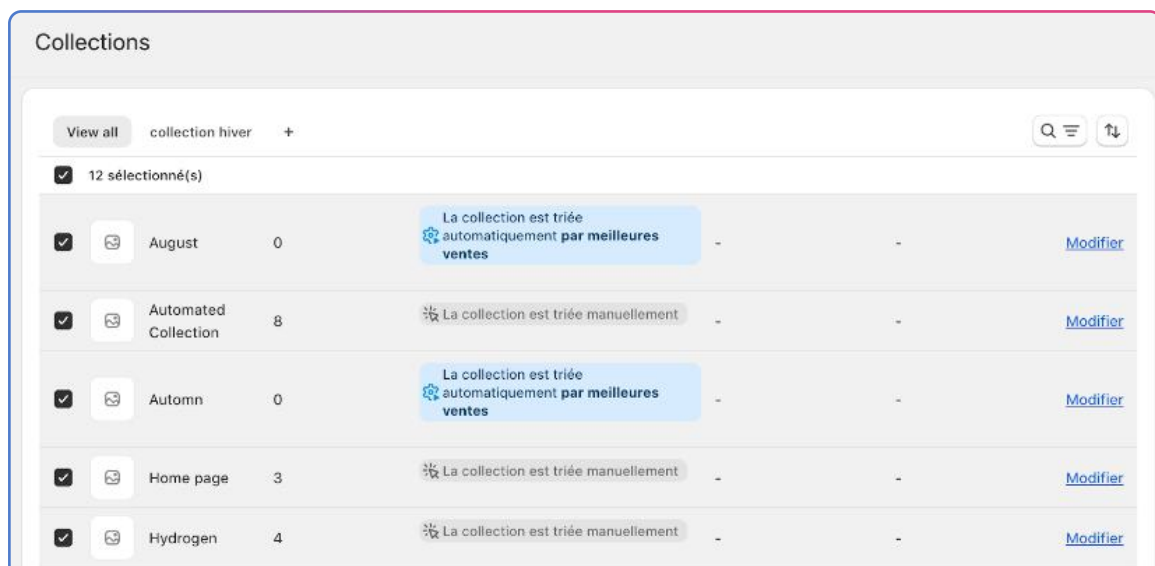 Collections
View all collection hiver +
12 sélectionné(s)
La collection est triée
August 0 automatiquement par meilleures - - Modifier
ventes
Automated
Collection 8 La collection est triée manuellement - - Modifier
La collection est triée
Automn 0 automatiquement par meilleures - - Modifier
ventes
Home page 3 La collection est triée manuellement - - Modifier
Hydrogen 4 La collection est triée manuellement - - Modifier